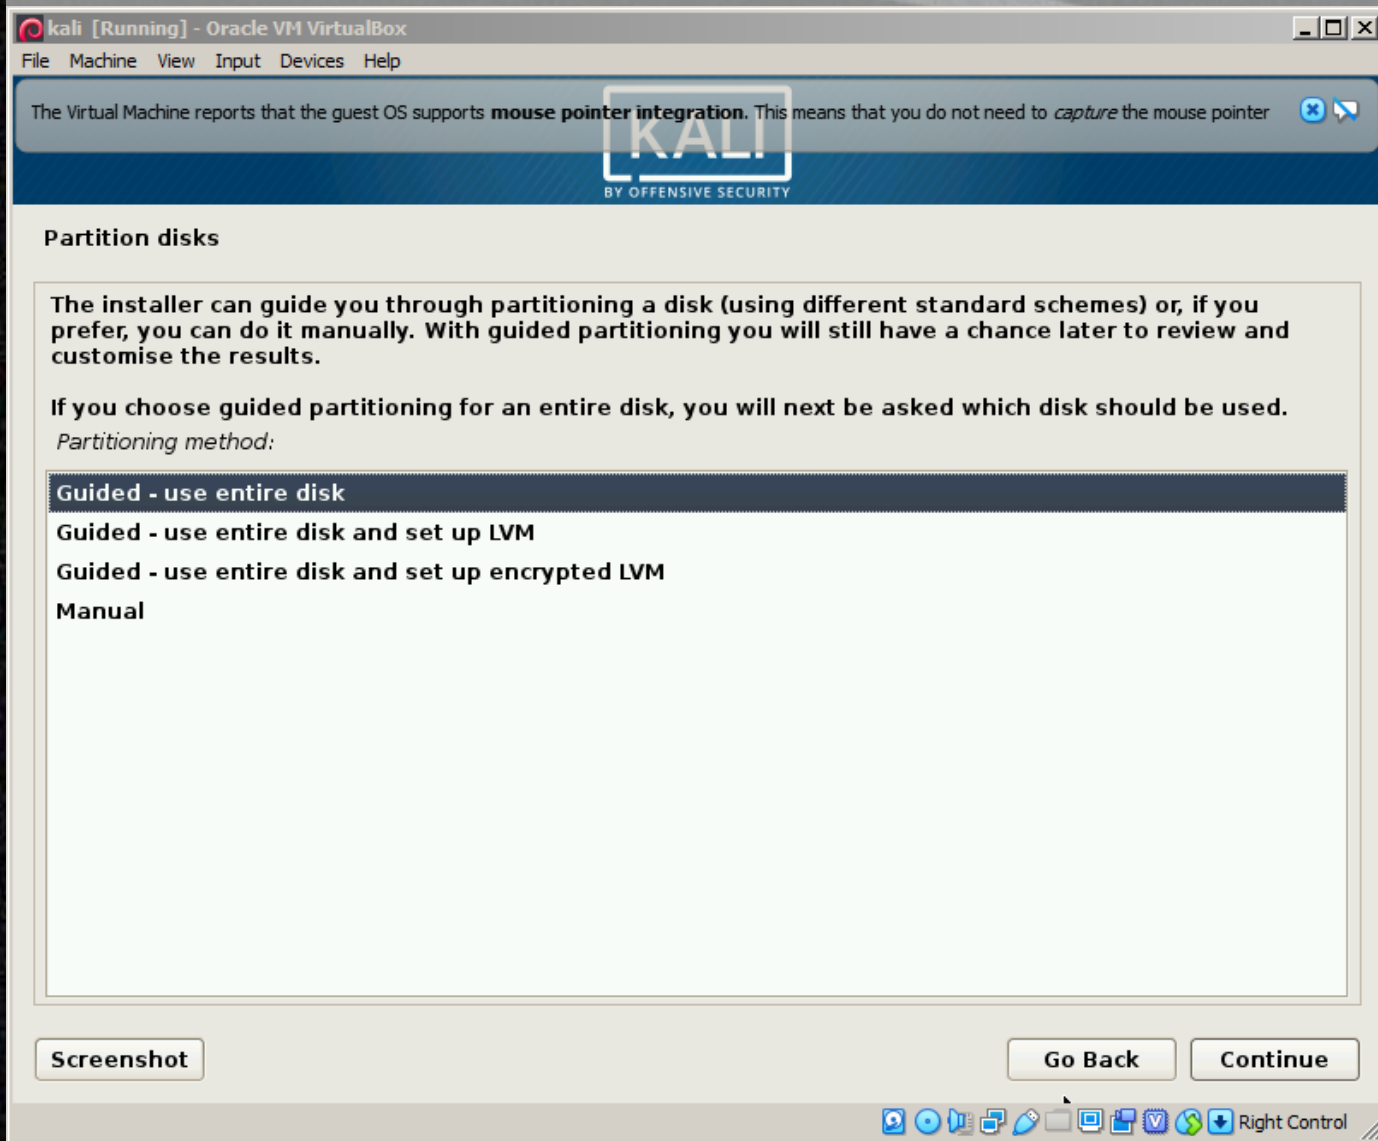 kali [Running] - Oracle VM VirtualBox
File Machine View Input Devices Help
The Virtual Machine reports that the guest OS supports mouse pointer integration. This means that you do not need to capture the mouse pointer
KALI
BY OFFENSIVE SECURITY
Partition disks
The installer can guide you through partitioning a disk (using different standard schemes) or, if you
prefer, you can do it manually. With guided partitioning you will still have a chance later to review and
customise the results.
If you choose guided partitioning for an entire disk, you will next be asked which disk should be used.
Partitioning method:
Guided - use entire disk
Guided - use entire disk and set up LVM
Guided - use entire disk and set up encrypted LVM
Manual
Screenshot
Go Back
Continue
Right Control